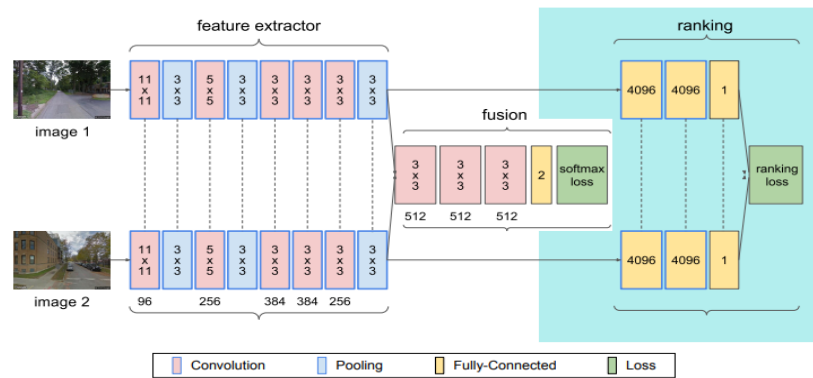 feature extractor
ranking
11 x 11
3 x 3
5 x 5
3 x 3
3 x 3
3 x 3
3 x 3
3 x 3
4096
4096
1
image 1
fusion
3 x 3
3 x 3
3 x 3
2
softmax loss
ranking loss
512
512
512
11 x 11
3 x 3
5 x 5
3 x 3
3 x 3
3 x 3
3 x 3
3 x 3
4096
4096
1
image 2
96
256
384
384
256
Convolution
Pooling
Fully-Connected
Loss